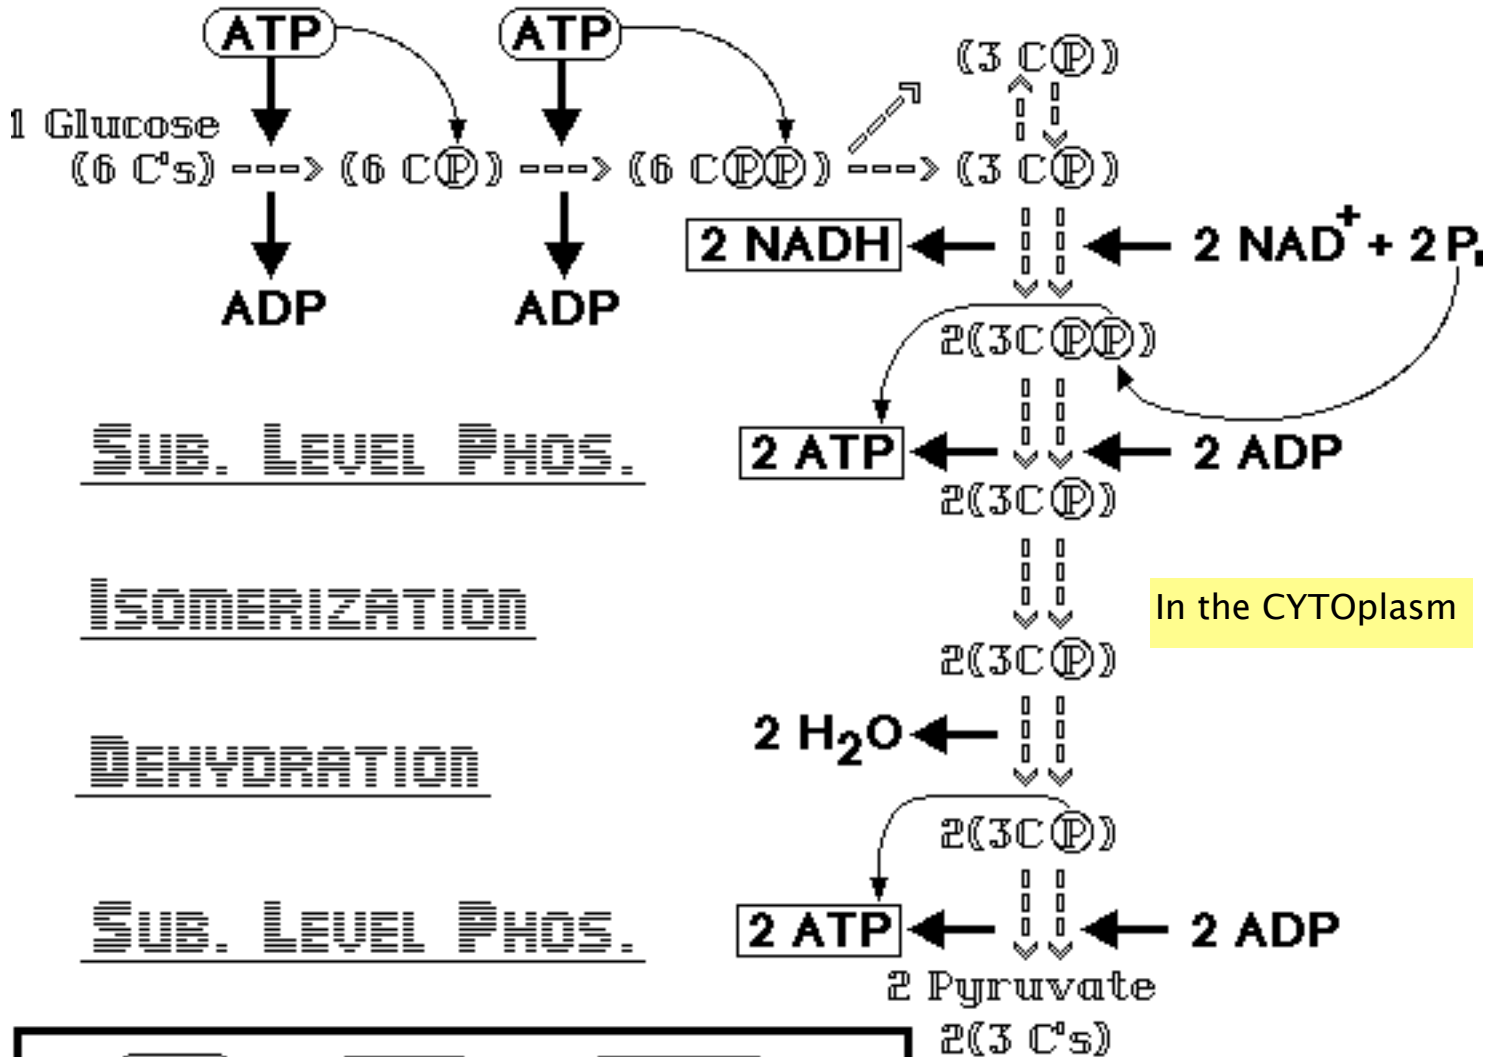 ATP ATP
(3 C Ⓟ)
1 Glucose
(6 C's) ---> (6 C Ⓟ) ---> (6 C ⓅⓅ) ---> (3 C Ⓟ)
2 NADH 2 NAD⁺ + 2 P
ADP ADP
2(3C ⓅⓅ)
SUB. LEVEL PHOS. 2 ATP 2 ADP
2(3C Ⓟ)
ISOMERIZATION In the CYTOplasm
2(3C Ⓟ)
2 H₂O
DEHYDRATION
2(3C Ⓟ)
SUB. LEVEL PHOS. 2 ATP 2 ADP
2 Pyruvate
2(3 C's)